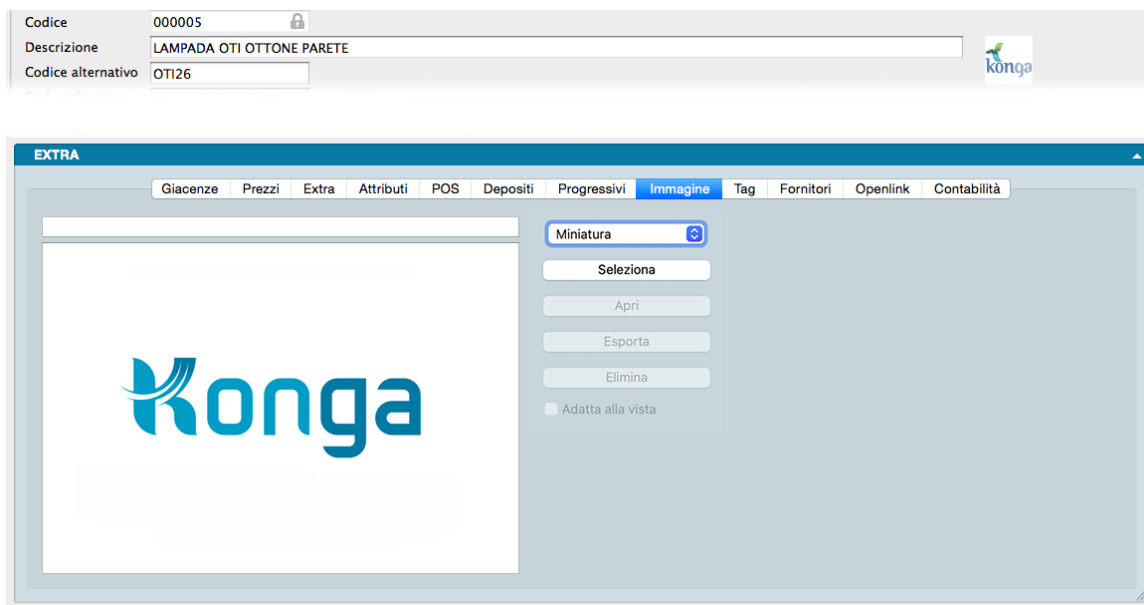 Codice 000005
Descrizione LAMPADA OTI OTTONE PARETE
konga
Codice alternativo OTI26
EXTRA
Giacenze Prezzi Extra Attributi POS Depositi Progressivi Immagine Tag Fornitori Openlink Contabilità
Miniatura
Seleziona
Apri
Esporta
Elimina
Adatta alla vista
Konga